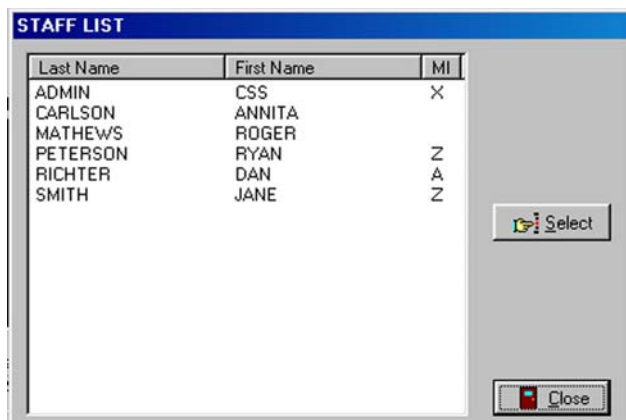 STAFF LIST
Last Name First Name MI
ADMIN CSS X
CARLSON ANNITA
MATHEWS ROGER
PETERSON RYAN Z
RICHTER DAN A
SMITH JANE Z
Select
Close